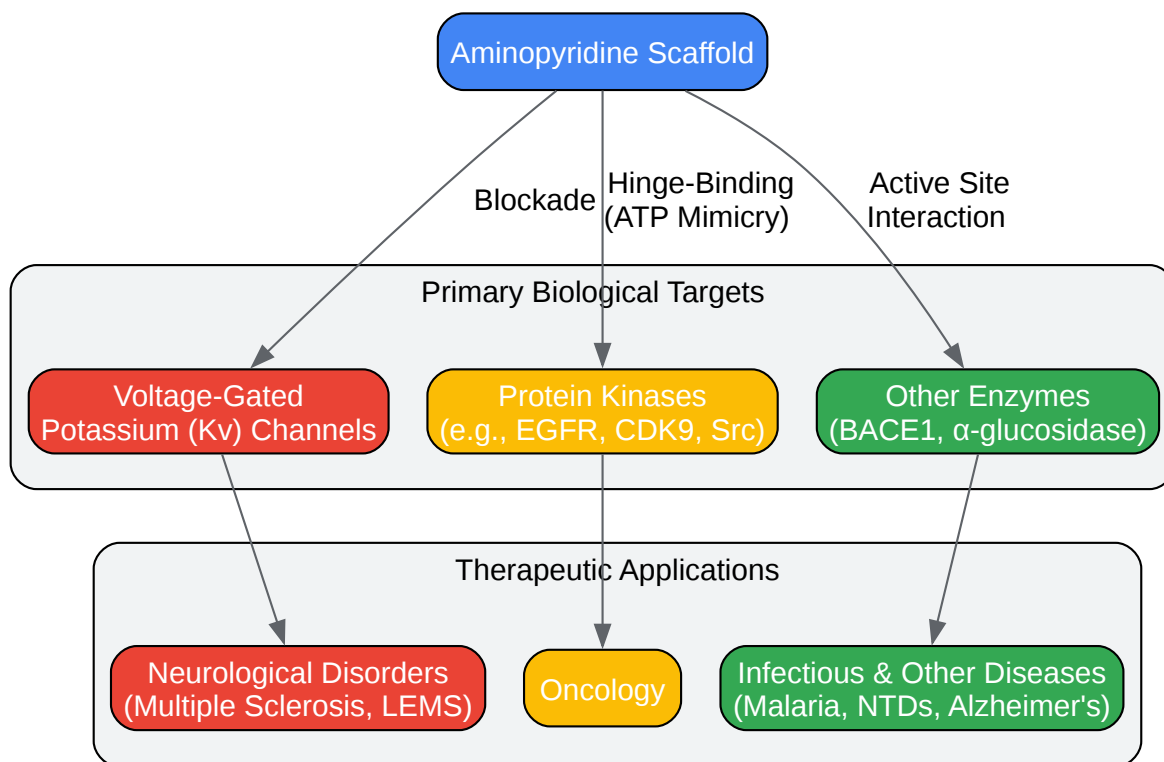 Aminopyridine Scaffold
Blockade
Hinge-Binding
(ATP Mimicry)
Active Site
Interaction
Primary Biological Targets
Voltage-Gated
Potassium (Kv) Channels
Protein Kinases
(e.g., EGFR, CDK9, Src)
Other Enzymes
(BACE1, α-glucosidase)
Therapeutic Applications
Neurological Disorders
(Multiple Sclerosis, LEMS)
Oncology
Infectious & Other Diseases
(Malaria, NTDs, Alzheimer's)